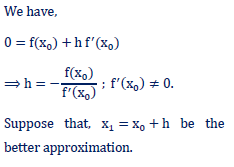 We have,
0 = f(x₀) + h f′(x₀)
⟹ h = − f(x₀)/f′(x₀) ; f′(x₀) ≠ 0.
Suppose that, x₁ = x₀ + h be the
better approximation.